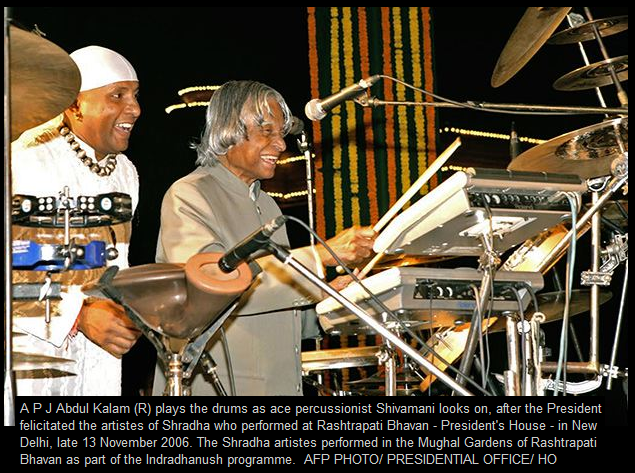 A P J Abdul Kalam (R) plays the drums as ace percussionist Shivamani looks on, after the President
felicitated the artistes of Shradha who performed at Rashtrapati Bhavan - President's House - in New
Delhi, late 13 November 2006. The Shradha artistes performed in the Mughal Gardens of Rashtrapati
Bhavan as part of the Indradhanush programme.  AFP PHOTO/ PRESIDENTIAL OFFICE/ HO